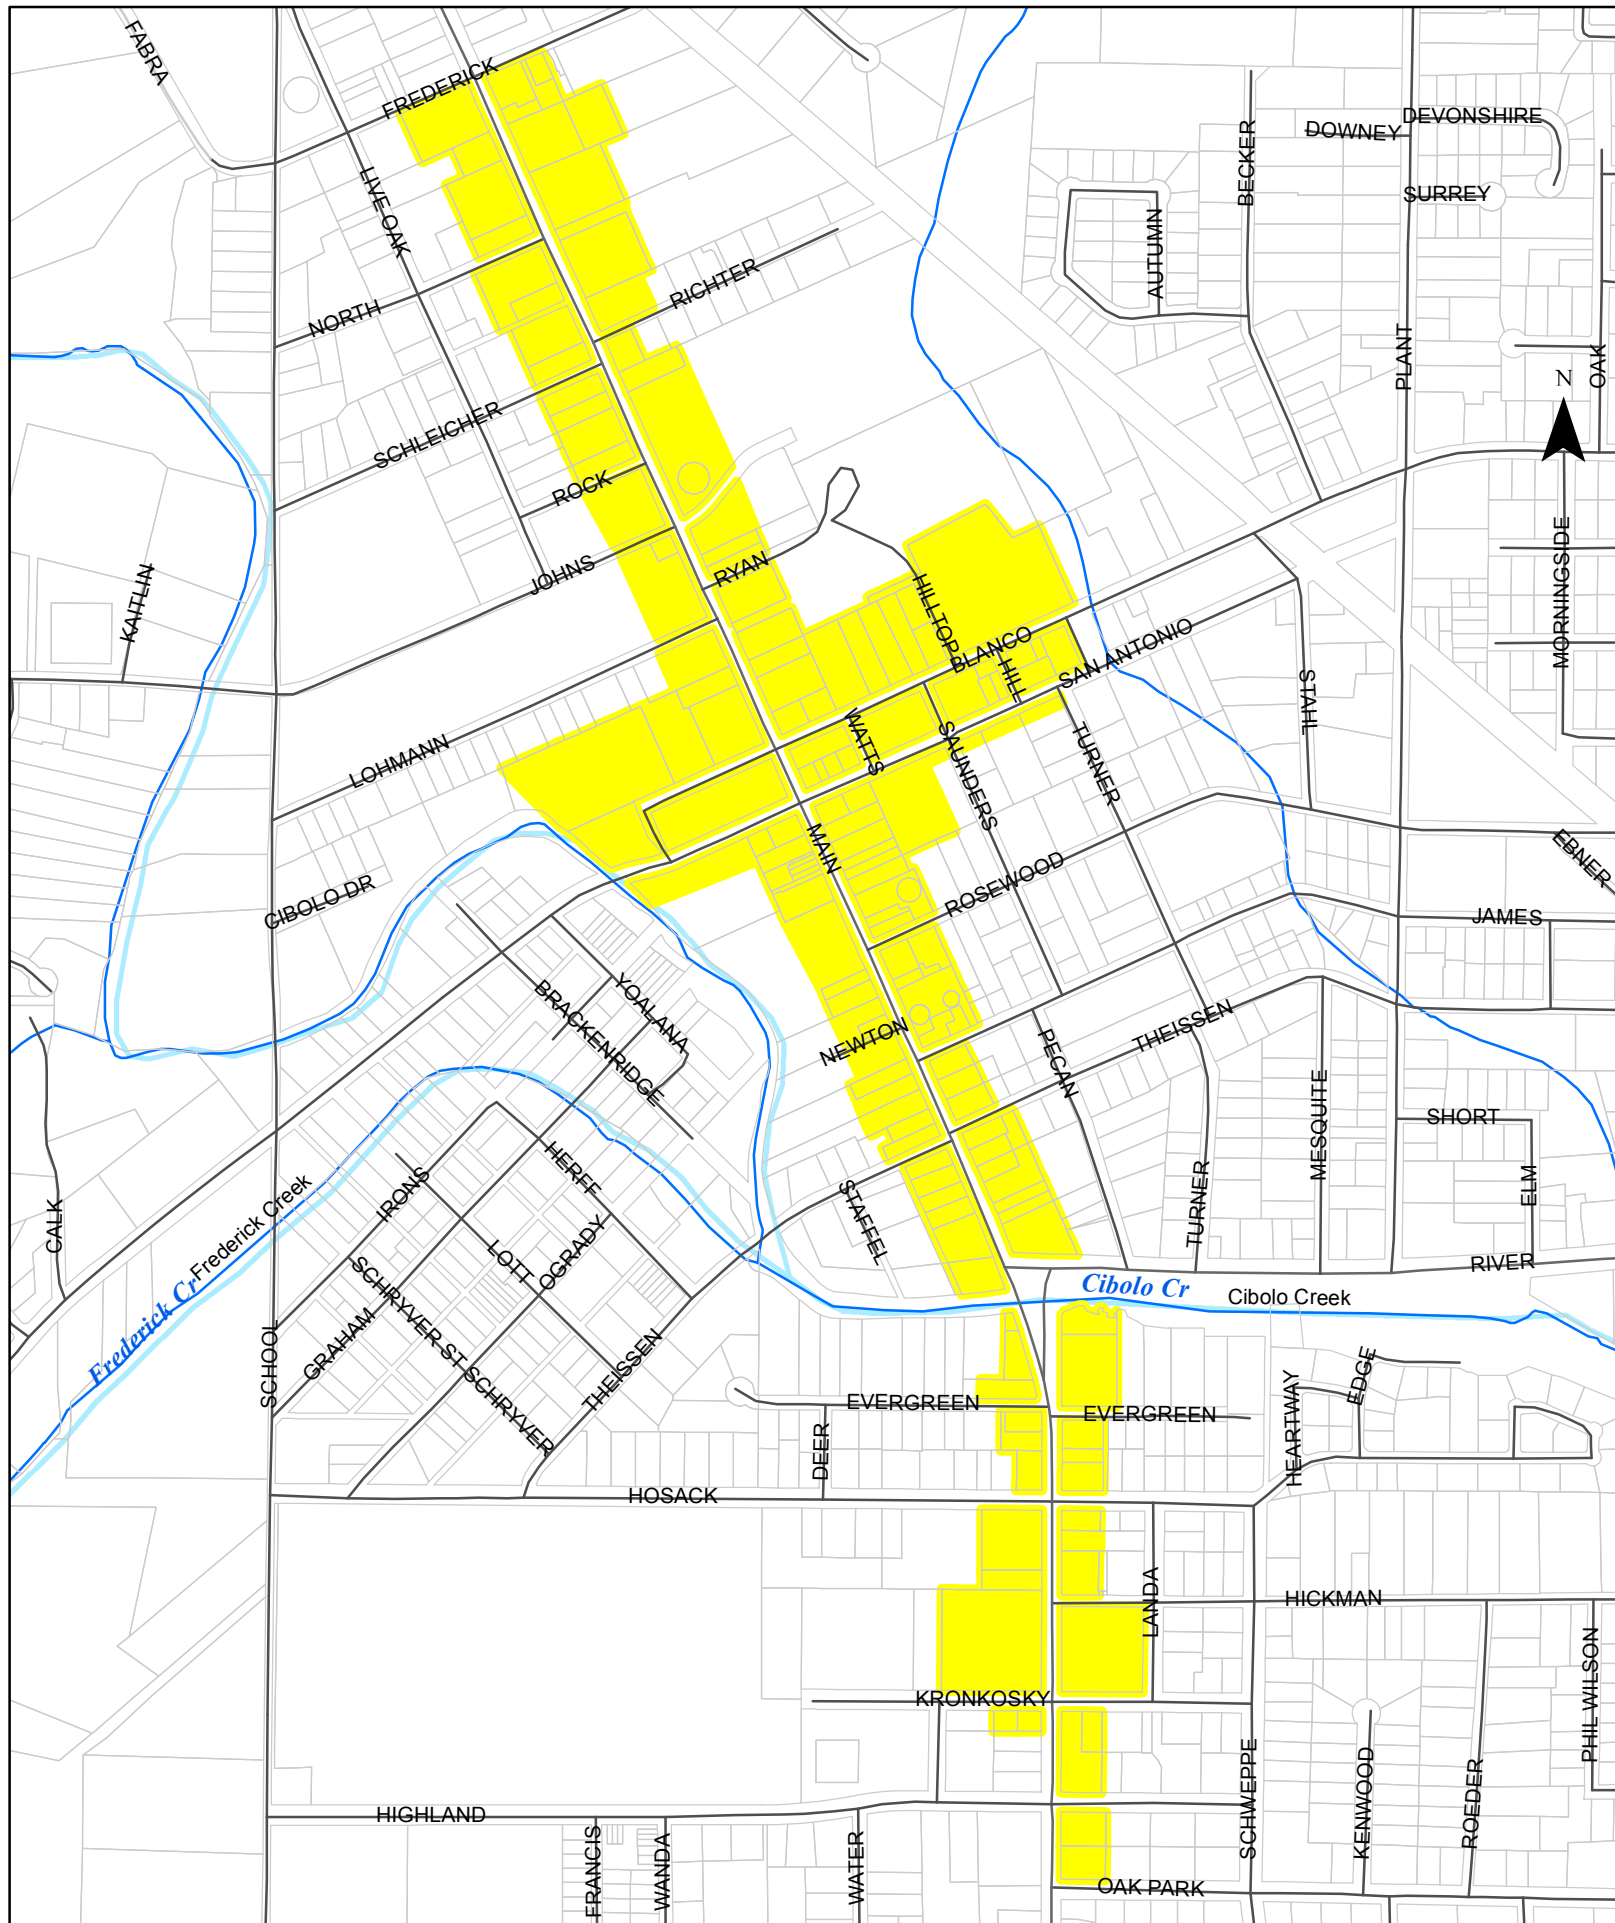 FABRA
FREDERICK
DEVONSHIRE
DOWNEY
BECKER
SURREY
LIVE OAK
AUTUMN
RICHTER
NORTH
PLANT
OAK
N
SCHLEICHER
ROCK
MORNINGSIDE
JOHNS
RYAN
KAITLIN
HILLTOP
BLANCO
HILL
SAN ANTONIO
STAHL
LOHMANN
WATTS
SAUNDERS
TURNER
MAIN
EBNER
CIBOLO DR
ROSEWOOD
JAMES
YOALANA
BRACKENRIDGE
NEWTON
PECAN
THEISSEN
MESQUITE
SHORT
HERFF
IRONS
STAFFEL
TURNER
ELM
CALK
Frederick Creek
LOTT
OGRADY
RIVER
Cibolo Cr
Cibolo Creek
Frederick Cr
SCHRYVER ST
SCHRYVER
GRAHAM
SCHOOL
THEISSEN
EVERGREEN
EVERGREEN
HEARTWAY
EDGE
DEER
HOSACK
LANDA
HICKMAN
KRONKOSKY
PHIL WILSON
SCHWEPPE
KENWOOD
ROEDER
HIGHLAND
FRANCIS
WANDA
WATER
OAK PARK